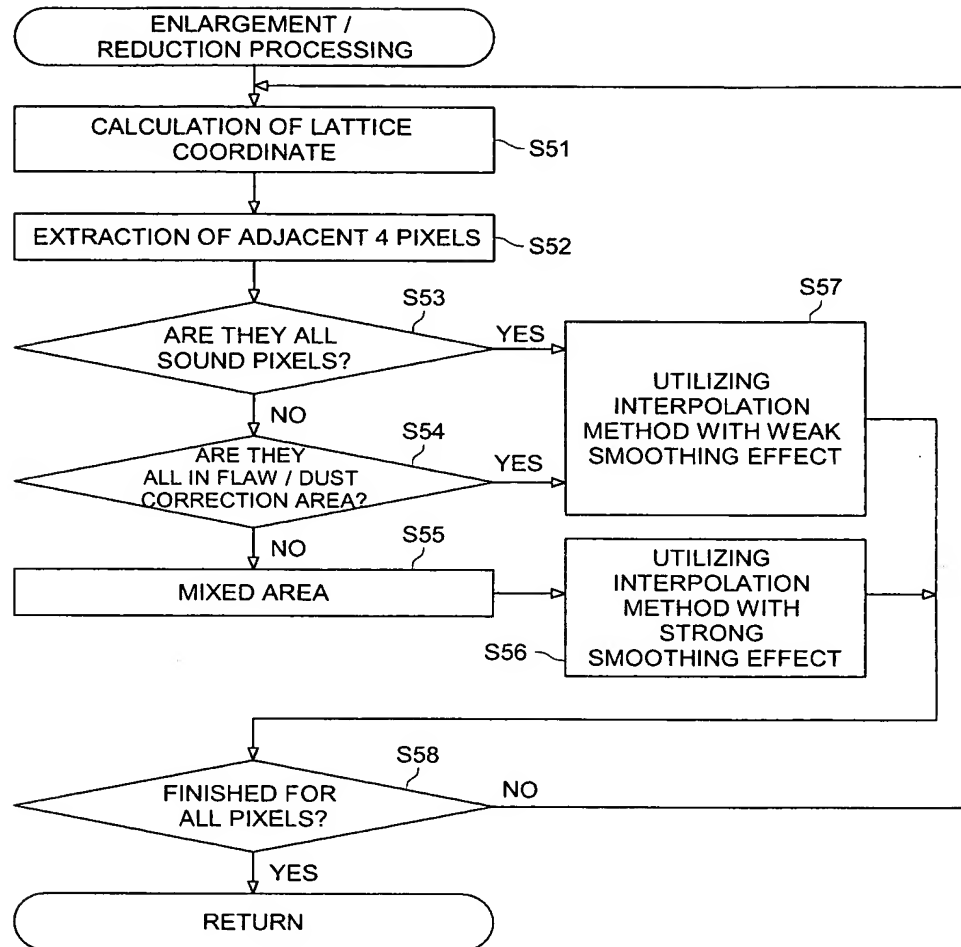 ENLARGEMENT /
REDUCTION PROCESSING
CALCULATION OF LATTICE
COORDINATE
S51
EXTRACTION OF ADJACENT 4 PIXELS
S52
S53
ARE THEY ALL
SOUND PIXELS?
YES
NO
S57
UTILIZING
INTERPOLATION
METHOD WITH WEAK
SMOOTHING EFFECT
S54
ARE THEY
ALL IN FLAW / DUST
CORRECTION AREA?
YES
NO
S55
MIXED AREA
UTILIZING
INTERPOLATION
METHOD WITH
STRONG
SMOOTHING EFFECT
S56
S58
FINISHED FOR
ALL PIXELS?
NO
YES
RETURN